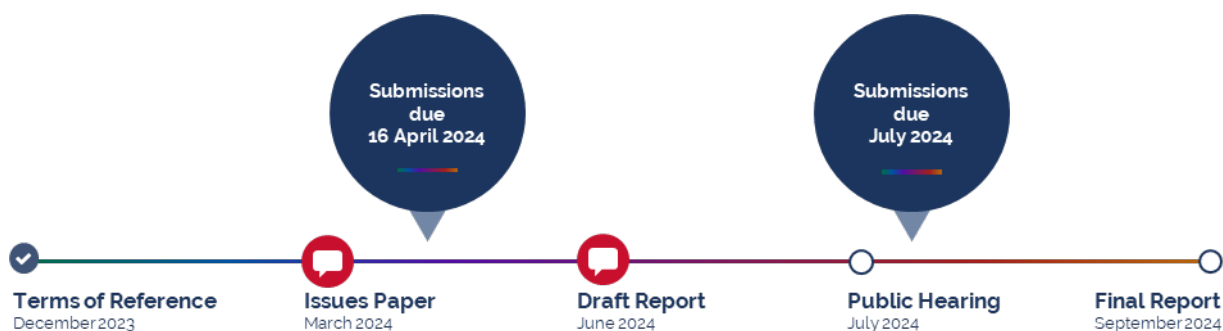 Submissions
due
16 April 2024
Submissions
due
July 2024
Terms of Reference
December 2023
Issues Paper
March 2024
Draft Report
June 2024
Public Hearing
July 2024
Final Report
September 2024